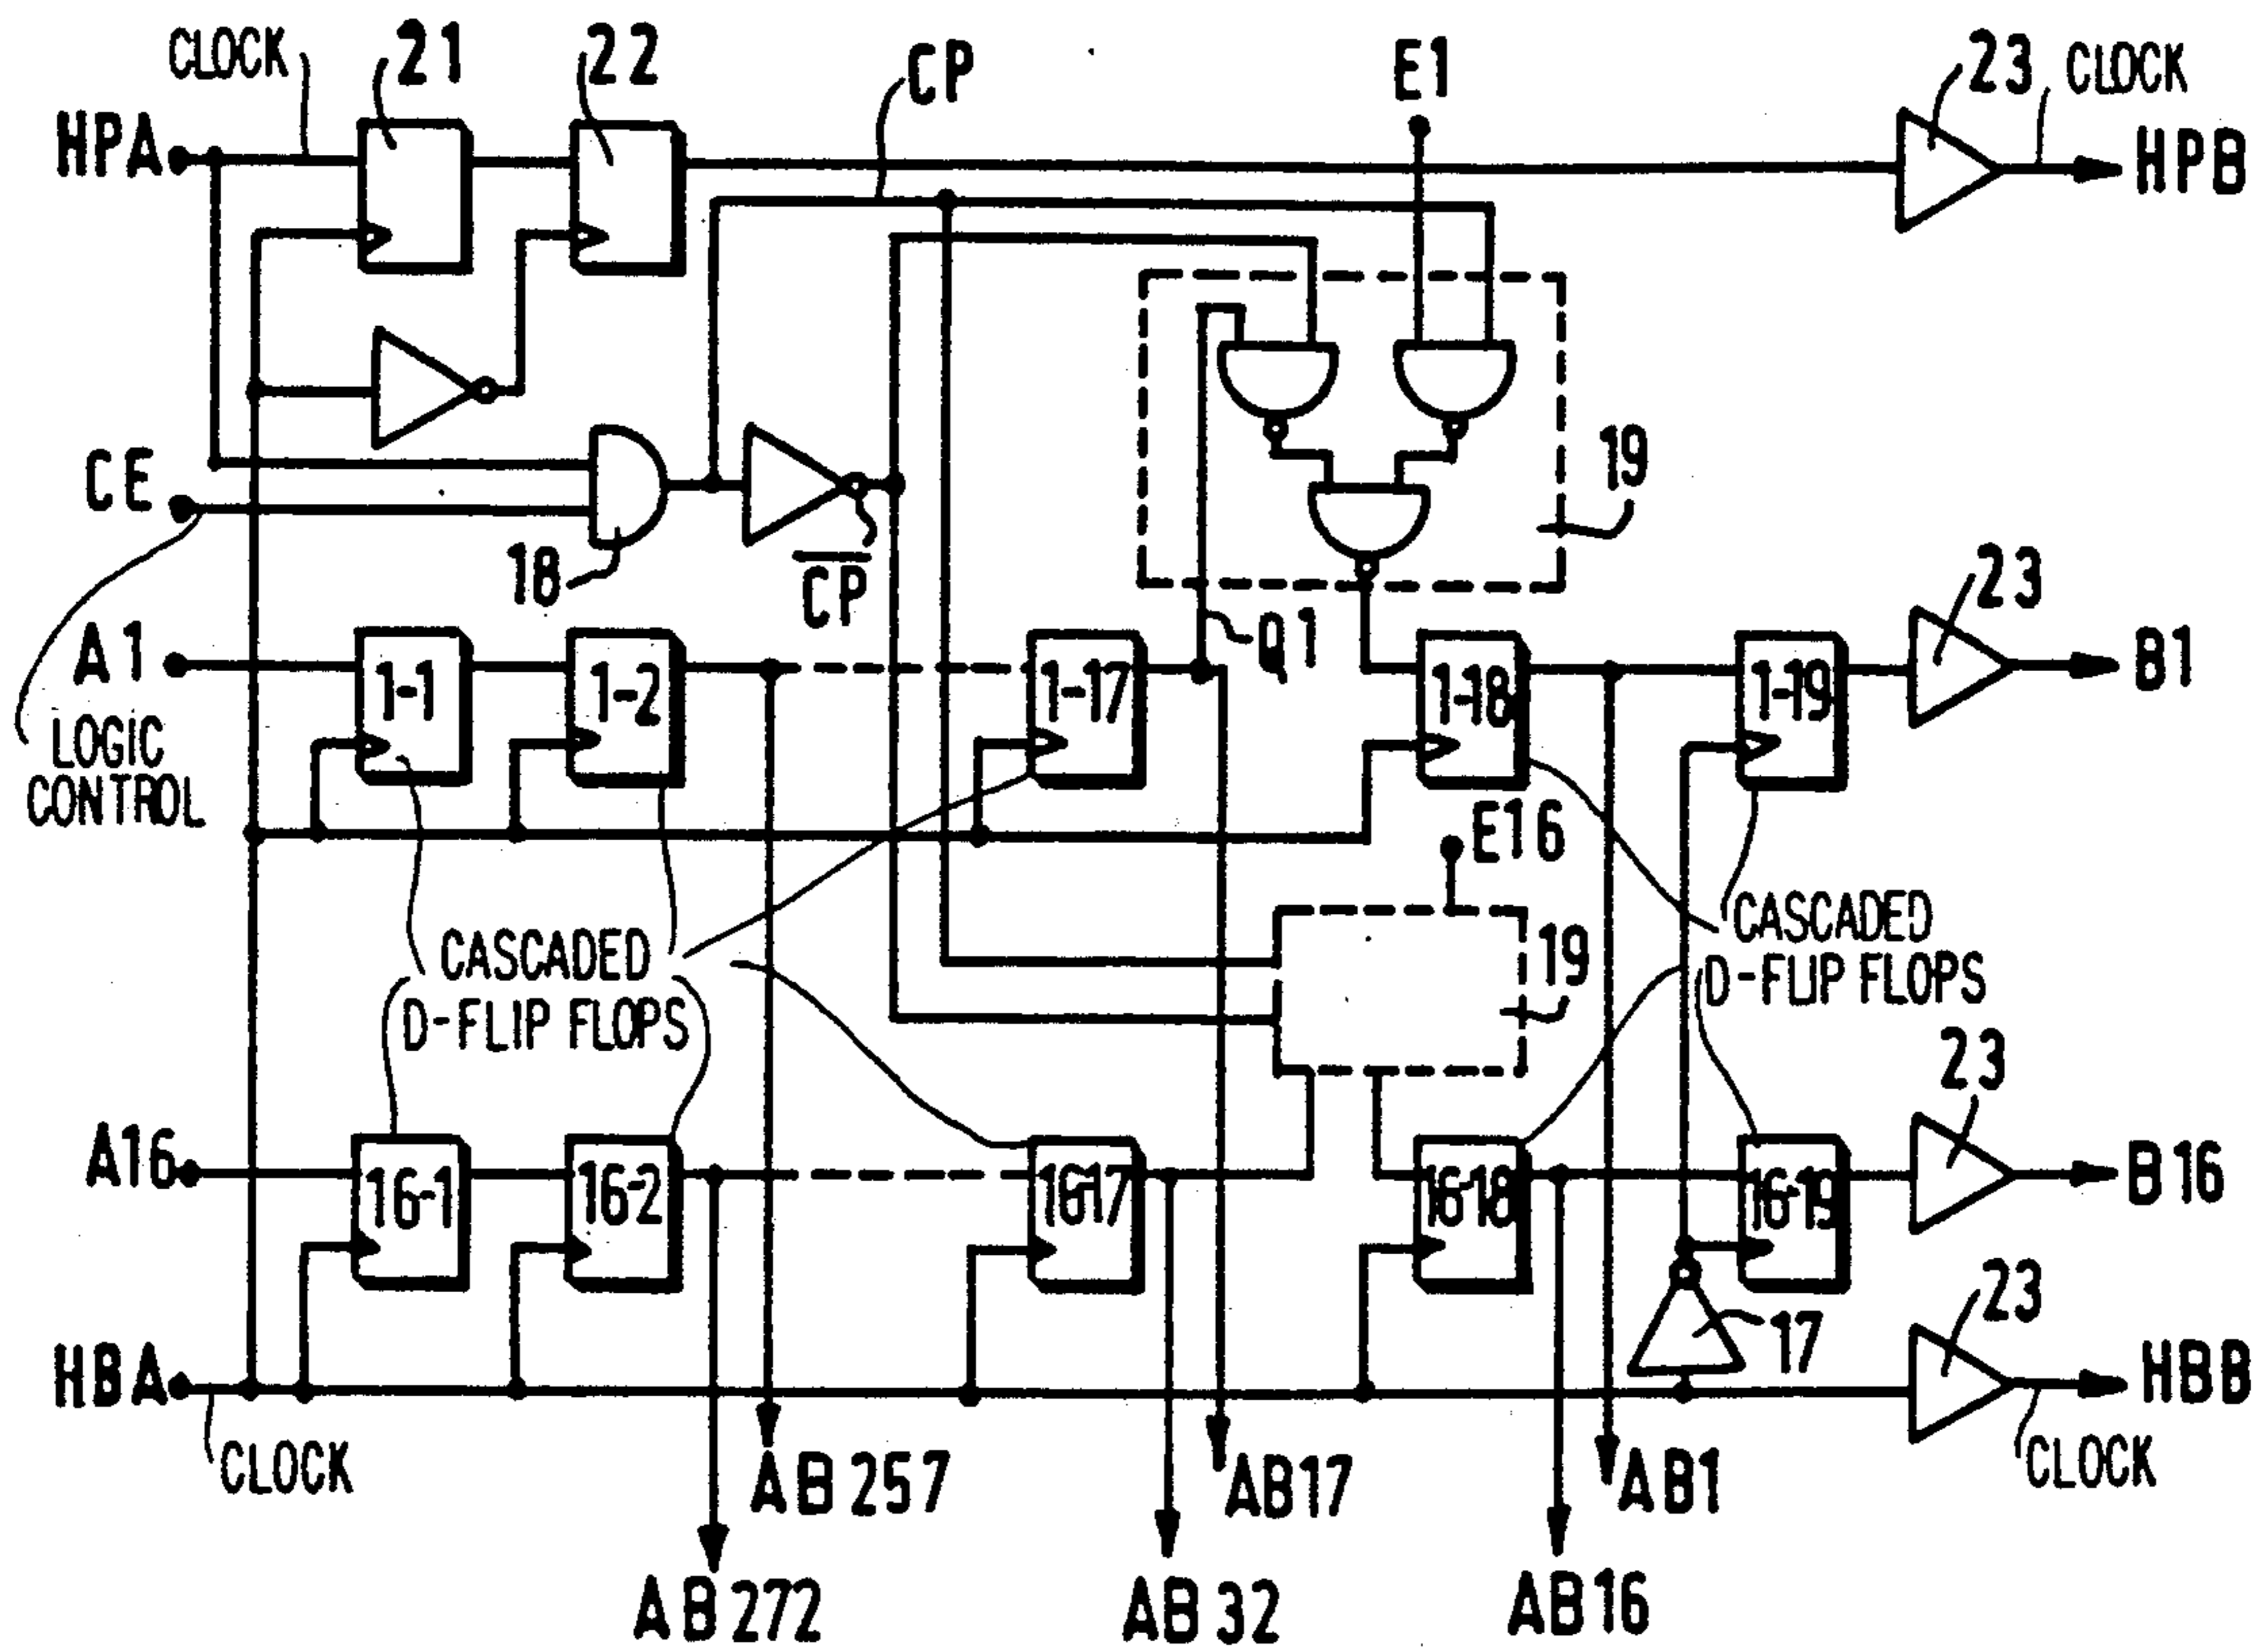 CLOCK
21
22
CP
E1
23
CLOCK
HPA
HPB
CE
19
18
CP
23
A1
1-1
1-2
1-17
Q1
1-18
1-19
B1
LOGIC
CONTROL
E16
CASCADED
D-FLIP FLOPS
19
CASCADED
D-FLIP FLOPS
23
A16
16-1
16-2
16-17
16-18
16-19
B16
23
17
HBA
HBB
CLOCK
AB 257
AB17
AB1
CLOCK
AB 272
AB 32
AB16